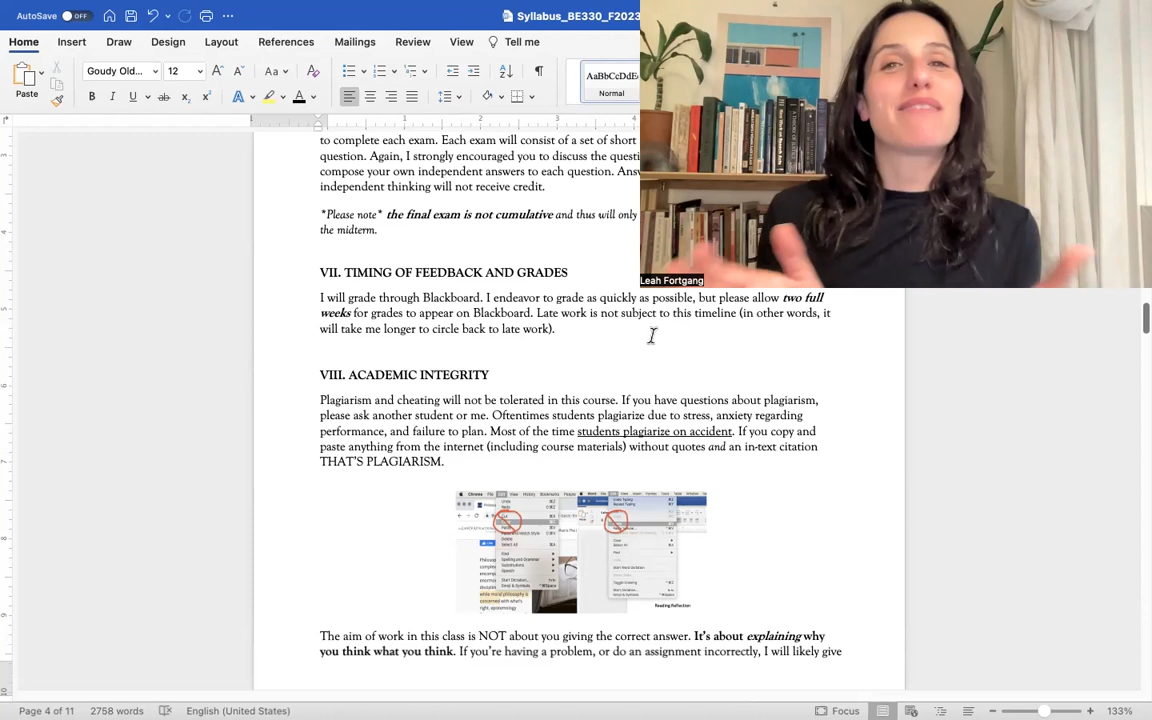 AutoSave OFF
Syllabus_BE330_F2023
Home Insert Draw Design Layout References Mailings Review View Tell me
Paste
Goudy Old... 12
AaBbCcDdE
Normal
Leah Fortgang
to complete each exam. Each exam will consist of a set of short
question. Again, I strongly encouraged you to discuss the questi
compose your own independent answers to each question. Answ
independent thinking will not receive credit.
*Please note* the final exam is not cumulative and thus will only
the midterm.
VII. TIMING OF FEEDBACK AND GRADES
I will grade through Blackboard. I endeavor to grade as quickly as possible, but please allow two full
weeks for grades to appear on Blackboard. Late work is not subject to this timeline (in other words, it
will take me longer to circle back to late work).
VIII. ACADEMIC INTEGRITY
Plagiarism and cheating will not be tolerated in this course. If you have questions about plagiarism,
please ask another student or me. Oftentimes students plagiarize due to stress, anxiety regarding
performance, and failure to plan. Most of the time students plagiarize on accident. If you copy and
paste anything from the internet (including course materials) without quotes and an in-text citation
THAT'S PLAGIARISM.
Reading Reflection
The aim of work in this class is NOT about you giving the correct answer. It's about explaining why
you think what you think. If you're having a problem, or do an assignment incorrectly, I will likely give
Page 4 of 11 2758 words English (United States) Focus 133%